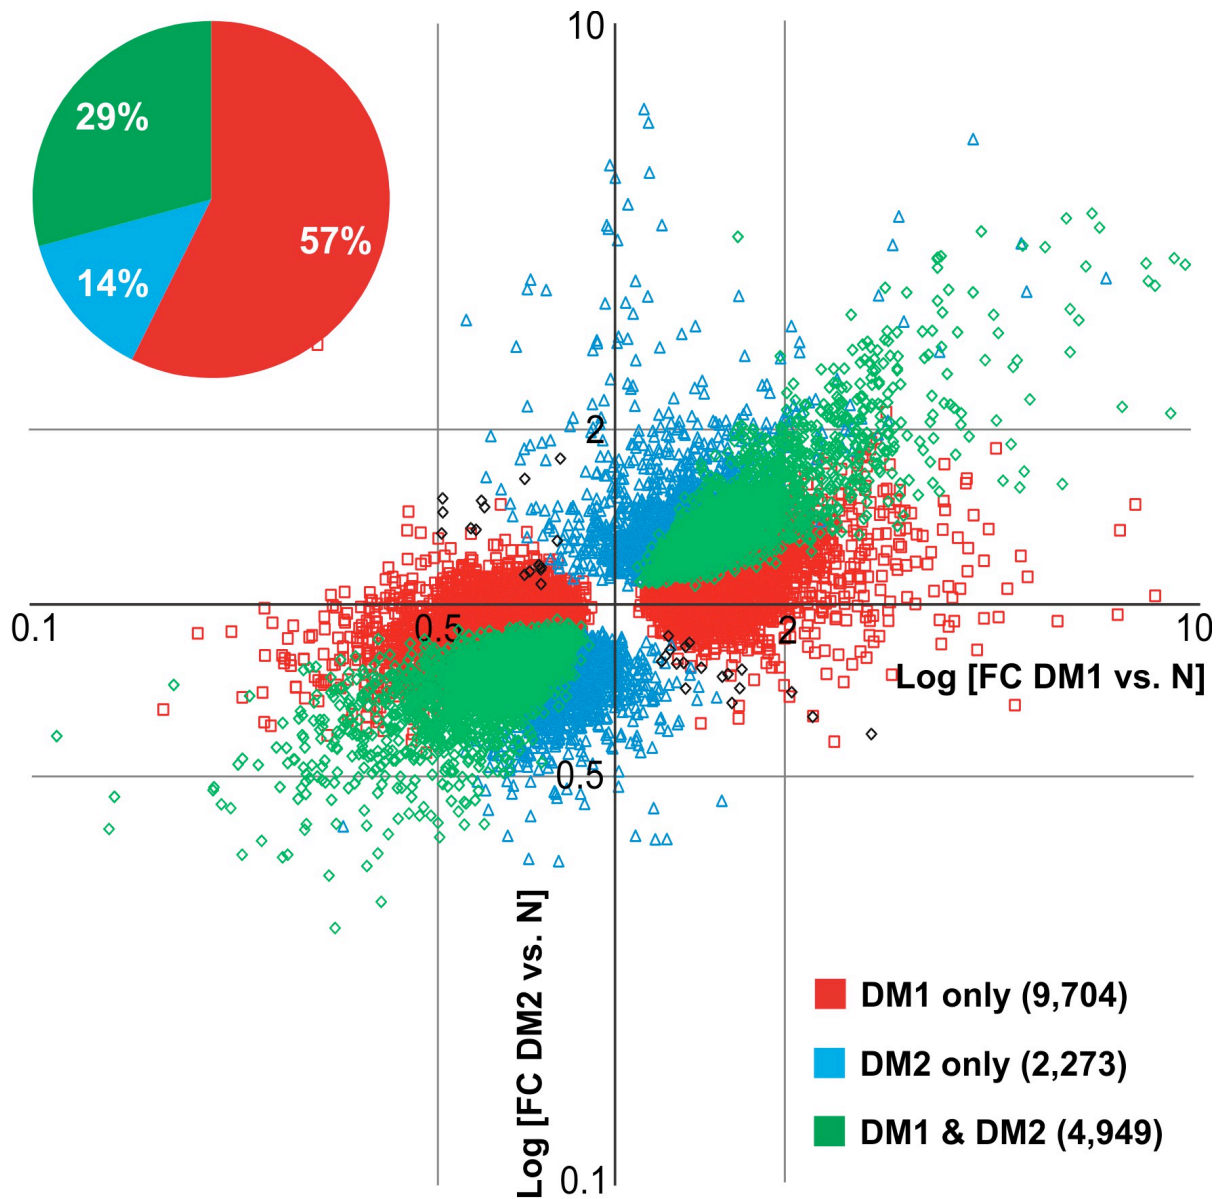 10
29%
57%
14%
2
0.1
0.5
2
10
Log [FC DM1 vs. N]
0.5
Log [FC DM2 vs. N]
DM1 only (9,704)
DM2 only (2,273)
DM1 & DM2 (4,949)
0.1